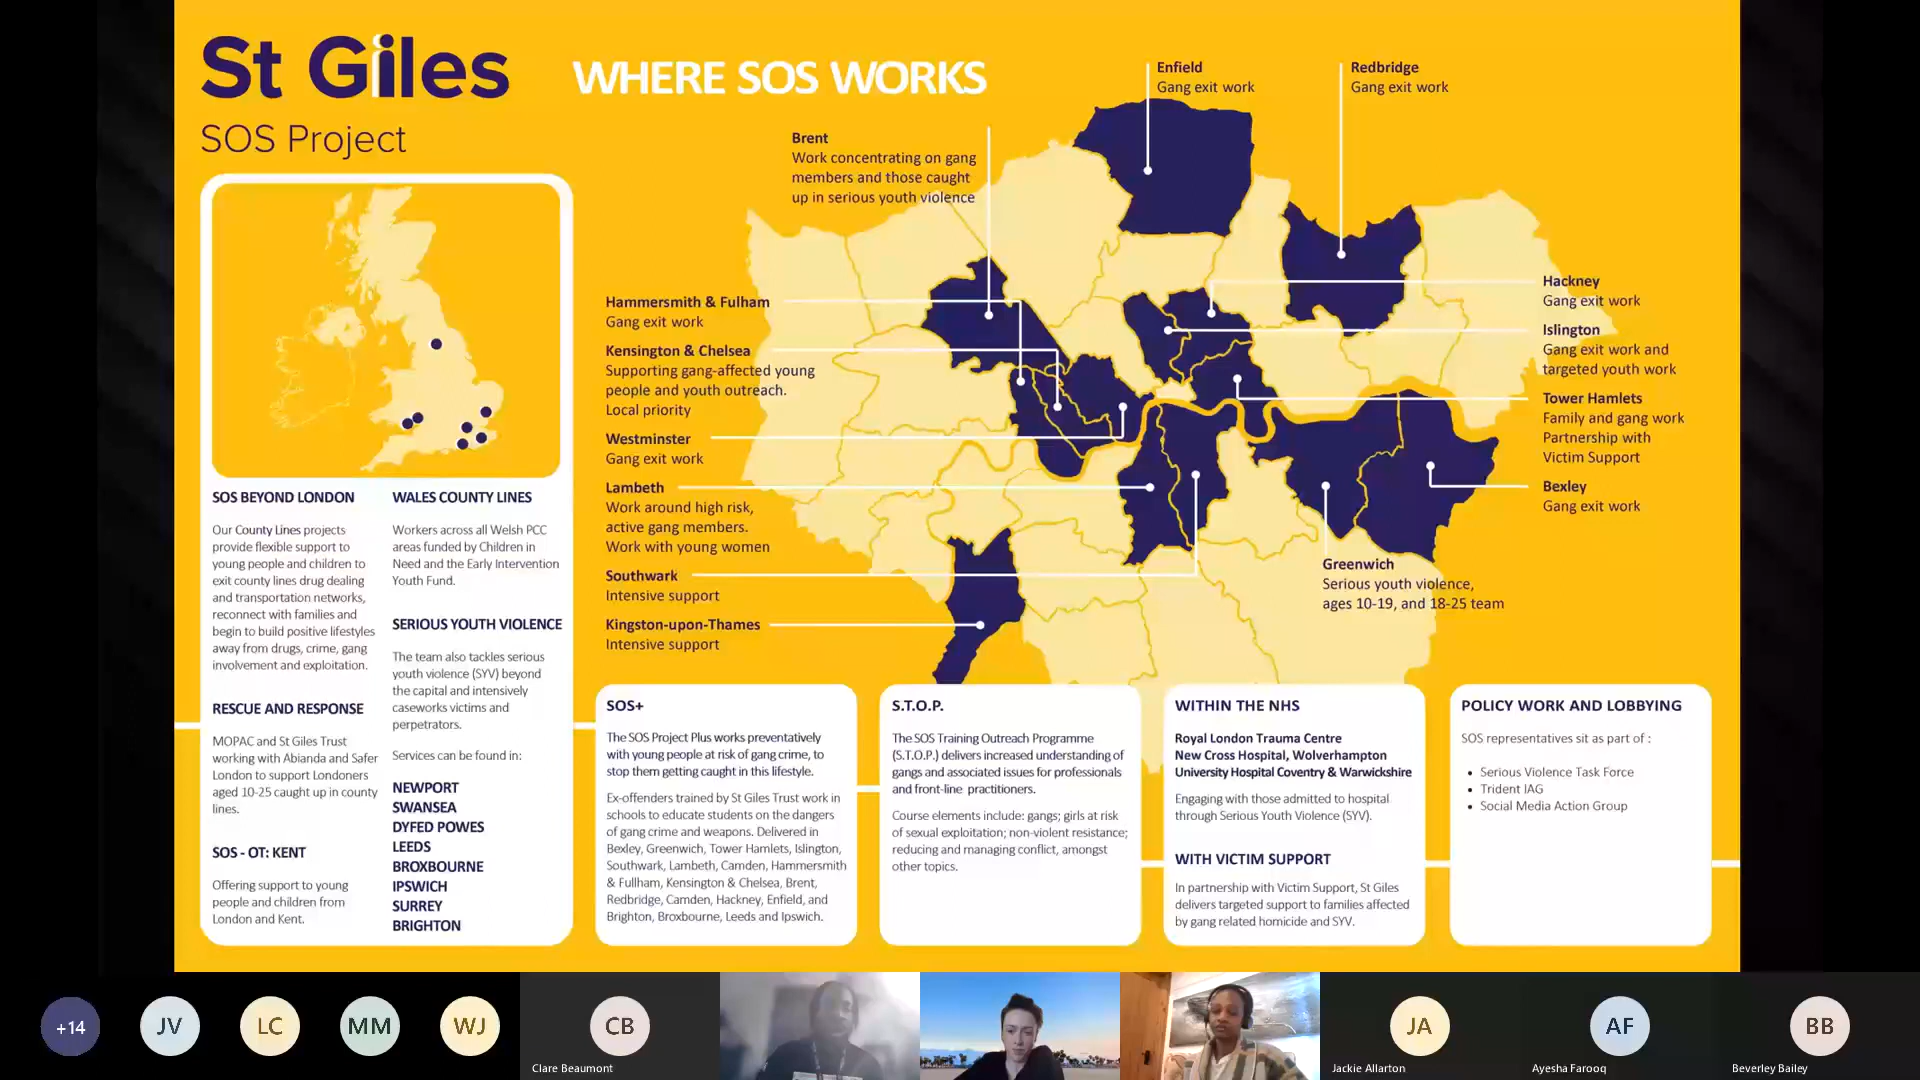 St Giles
SOS Project
WHERE SOS WORKS
Enfield
Gang exit work
Redbridge
Gang exit work
Brent
Work concentrating on gang
members and those caught
up in serious youth violence
Hammersmith & Fulham
Gang exit work
Kensington & Chelsea
Supporting gang-affected young
people and youth outreach.
Local priority
Westminster
Gang exit work
Lambeth
Work around high risk,
active gang members.
Work with young women
Southwark
Intensive support
Kingston-upon-Thames
Intensive support
Hackney
Gang exit work
Islington
Gang exit work and
targeted youth work
Tower Hamlets
Family and gang work
Partnership with
Victim Support
Bexley
Gang exit work
Greenwich
Serious youth violence,
ages 10-19, and 18-25 team
SOS BEYOND LONDON
Our County Lines projects
provide flexible support to
young people and children to
exit county lines drug dealing
and transportation networks,
reconnect with families and
begin to build positive lifestyles
away from drugs, crime, gang
involvement and exploitation.
RESCUE AND RESPONSE
MOPAC and St Giles Trust
working with Abianda and Safer
London to support Londoners
aged 10-25 caught up in county
lines.
SOS - OT: KENT
Offering support to young
people and children from
London and Kent.
WALES COUNTY LINES
Workers across all Welsh PCC
areas funded by Children in
Need and the Early Intervention
Youth Fund.
SERIOUS YOUTH VIOLENCE
The team also tackles serious
youth violence (SYV) beyond
the capital and intensively
caseworks victims and
perpetrators.
Services can be found in:
NEWPORT
SWANSEA
DYFED POWES
LEEDS
BROXBOURNE
IPSWICH
SURREY
BRIGHTON
SOS+
The SOS Project Plus works preventatively
with young people at risk of gang crime, to
stop them getting caught in this lifestyle.
Ex-offenders trained by St Giles Trust work in
schools to educate students on the dangers
of gang crime and weapons. Delivered in
Bexley, Greenwich, Tower Hamlets, Islington,
Southwark, Lambeth, Camden, Hammersmith
& Fullham, Kensington & Chelsea, Brent,
Redbridge, Camden, Hackney, Enfield, and
Brighton, Broxbourne, Leeds and Ipswich.
S.T.O.P.
The SOS Training Outreach Programme
(S.T.O.P.) delivers increased understanding of
gangs and associated issues for professionals
and front-line practitioners.
Course elements include: gangs; girls at risk
of sexual exploitation; non-violent resistance;
reducing and managing conflict, amongst
other topics.
WITHIN THE NHS
Royal London Trauma Centre
New Cross Hospital, Wolverhampton
University Hospital Coventry & Warwickshire
Engaging with those admitted to hospital
through Serious Youth Violence (SYV).
WITH VICTIM SUPPORT
In partnership with Victim Support, St Giles
delivers targeted support to families affected
by gang related homicide and SYV.
POLICY WORK AND LOBBYING
SOS representatives sit as part of :
• Serious Violence Task Force
• Trident IAG
• Social Media Action Group
+14
JV
LC
MM
WJ
CB
Clare Beaumont
JA
Jackie Allarton
AF
Ayesha Farooq
BB
Beverley Bailey